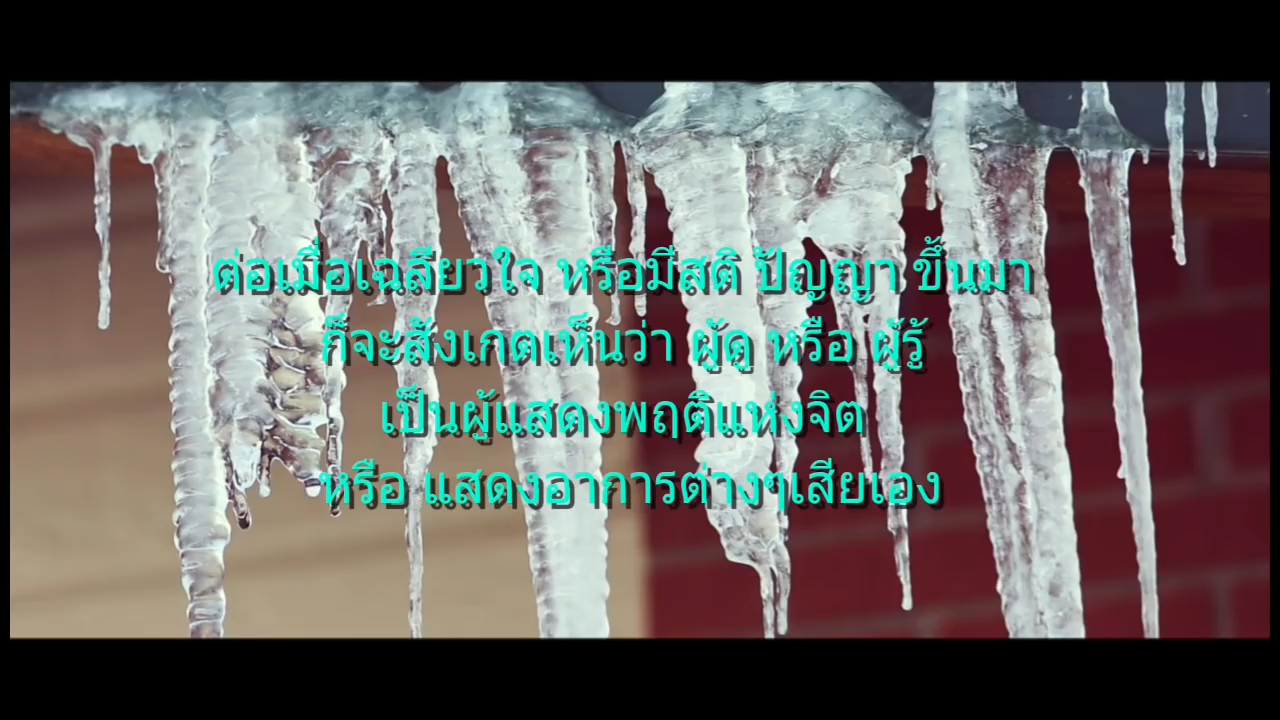 ต่อเมื่อเฉลียวใจ หรือมีสติ ปัญญา ขึ้นมา
ก็จะสังเกตเห็นว่า ผู้ดู หรือ ผู้รู้
เป็นผู้แสดงพฤติแห่งจิต
หรือ แสดงอาการต่างๆเสียเอง